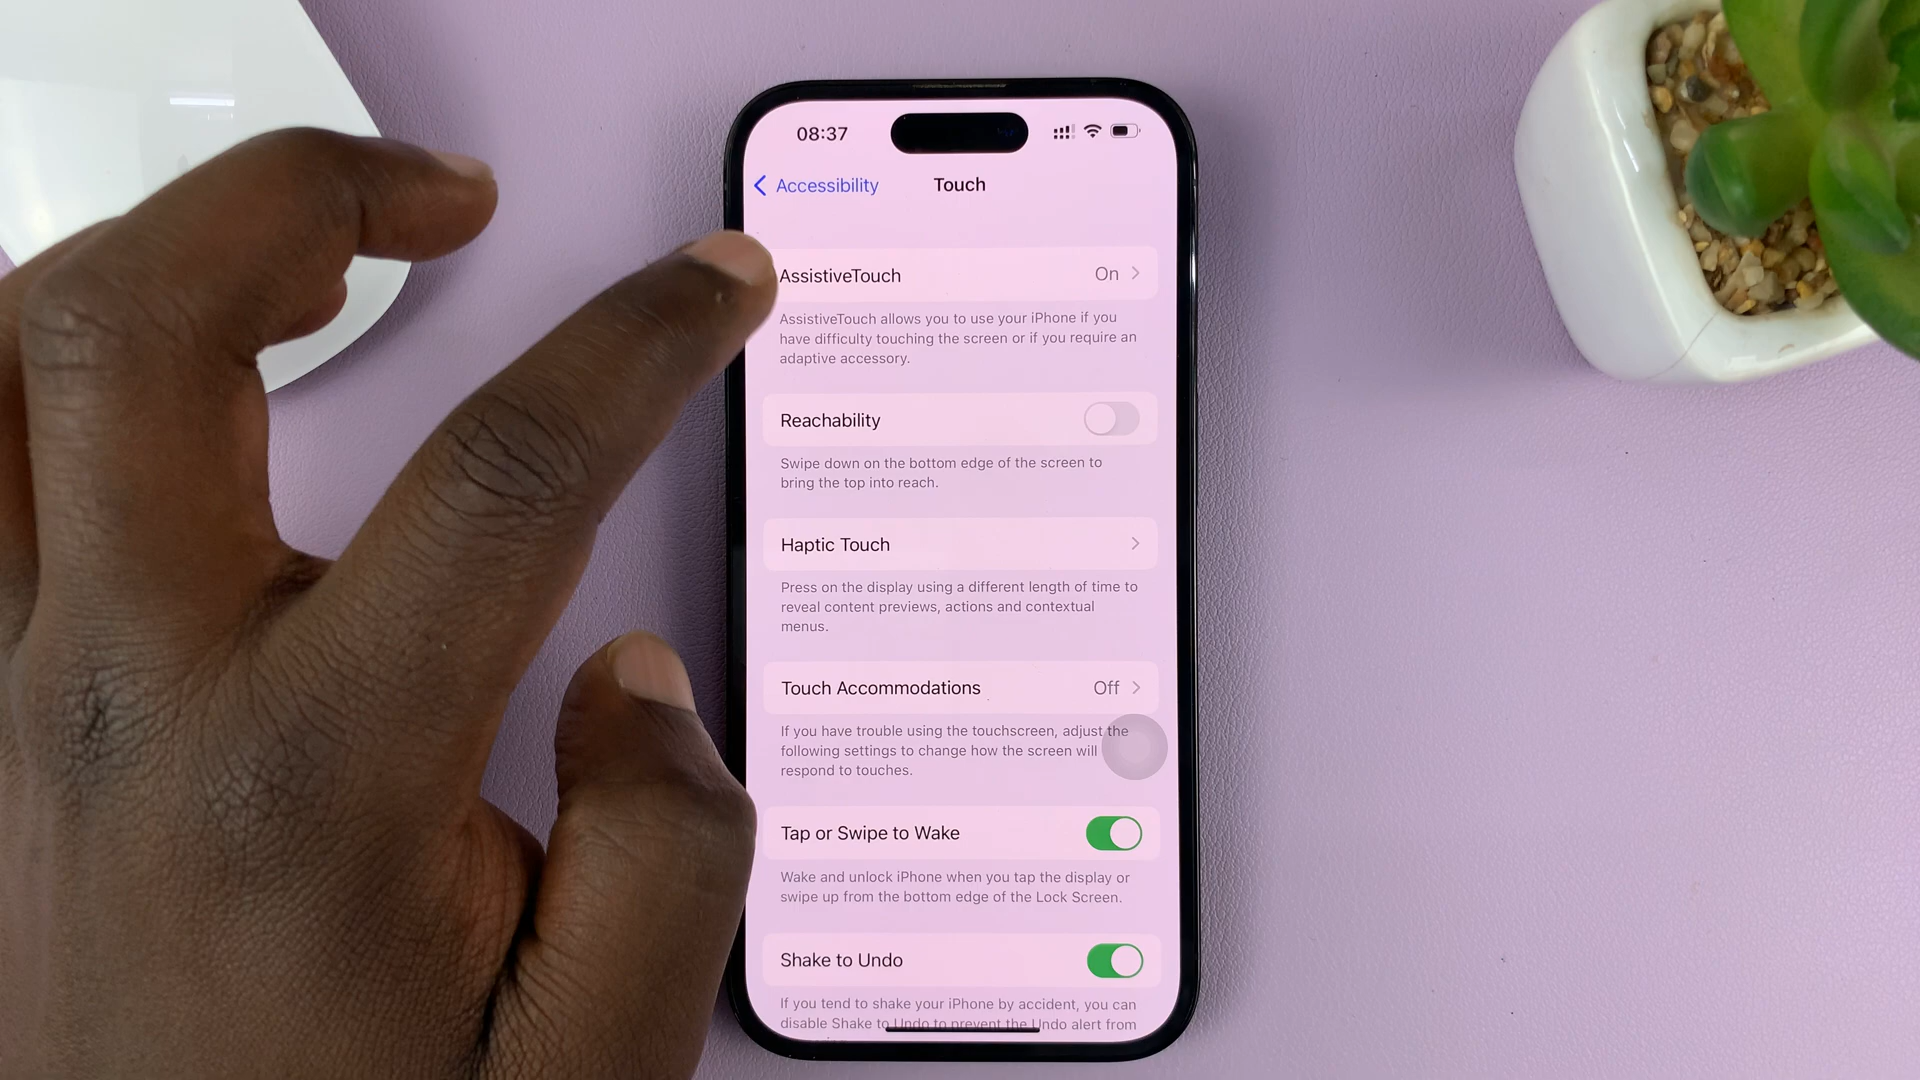 08:37
Accessibility
Touch
AssistiveTouch
On
AssistiveTouch allows you to use your iPhone if you
have difficulty touching the screen or if you require an
adaptive accessory.
Reachability
Swipe down on the bottom edge of the screen to
bring the top into reach.
Haptic Touch
Press on the display using a different length of time to
reveal content previews, actions and contextual
menus.
Touch Accommodations
Off
If you have trouble using the touchscreen, adjust the
following settings to change how the screen will
respond to touches.
Tap or Swipe to Wake
Wake and unlock iPhone when you tap the display or
swipe up from the bottom edge of the Lock Screen.
Shake to Undo
If you tend to shake your iPhone by accident, you can
disable Shake to Undo to prevent the Undo alert from